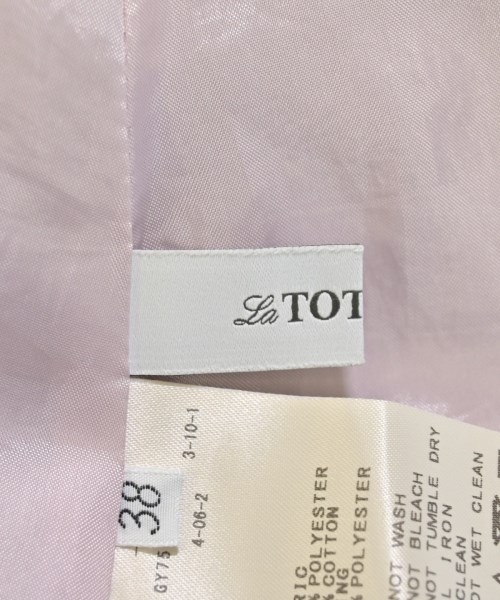 La TOT
38
3-10-1
4-06-2
GY75
RIC
% POLYESTER
% COTTON
NG
% POLYESTER
NOT WASH
NOT BLEACH
NOT TUMBLE DRY
IRON
CLEAN
OT WET CLEAN